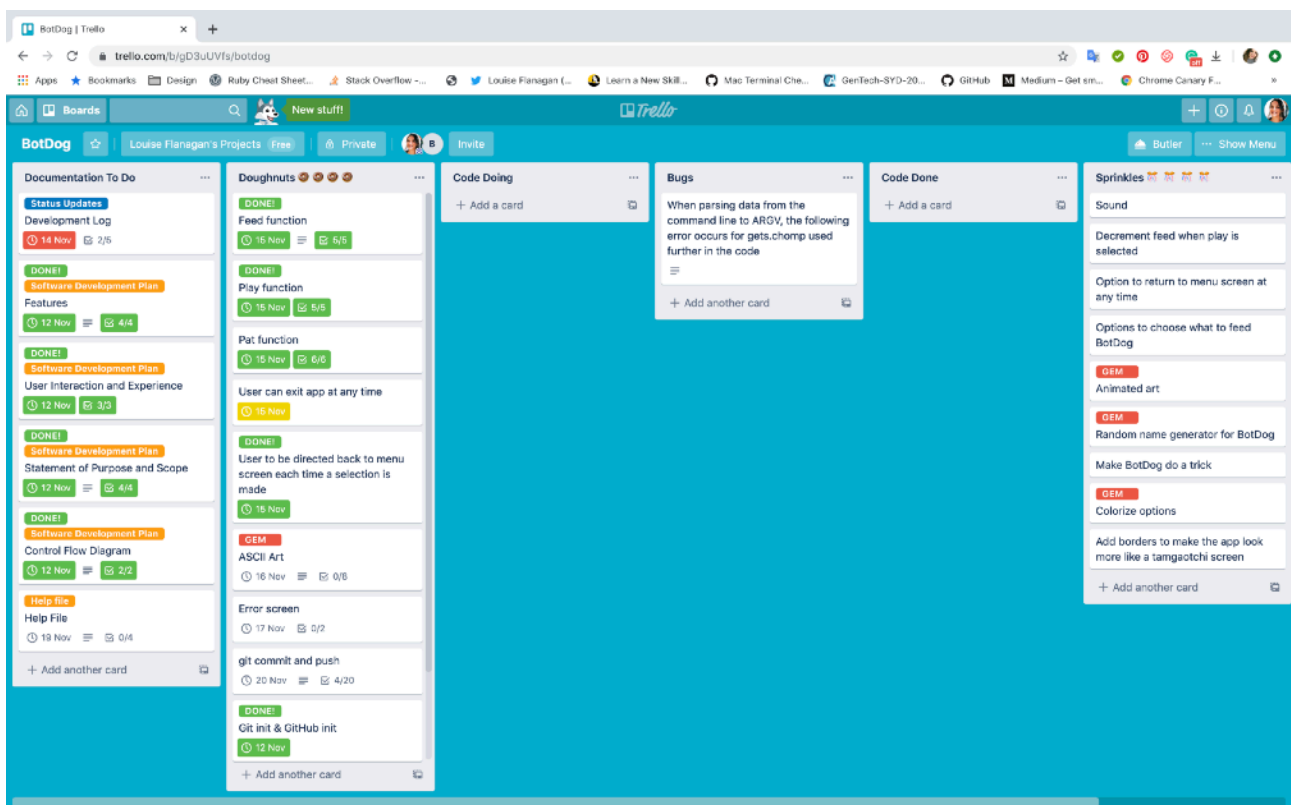 BotDog | Trello
trello.com/b/gD3uUVfs/botdog
Apps Bookmarks Design Ruby Cheat Sheet... Stack Overflow -... Louise Flanagan (... Learn a New Skill... Mac Terminal Che... GenTech-SYD-20... GitHub Medium – Get sm... Chrome Canary F... »
Boards New stuff! Trello
BotDog Louise Flanagan's Projects Free Private B Invite Butler ... Show Menu
Documentation To Do ...
Status Updates
Development Log
14 Nov 2/5
DONE!
Software Development Plan
Features
12 Nov 4/4
DONE!
Software Development Plan
User Interaction and Experience
12 Nov 3/3
DONE!
Software Development Plan
Statement of Purpose and Scope
12 Nov 4/4
DONE!
Software Development Plan
Control Flow Diagram
12 Nov 2/2
Help file
Help File
19 Nov 0/4
+ Add another card
Doughnuts 🍩🍩🍩🍩 ...
DONE!
Feed function
15 Nov 5/5
DONE!
Play function
15 Nov 5/5
Pat function
15 Nov 6/6
User can exit app at any time
15 Nov
DONE!
User to be directed back to menu
screen each time a selection is
made
15 Nov
GEM
ASCII Art
16 Nov 0/6
Error screen
17 Nov 0/2
git commit and push
20 Nov 4/20
DONE!
Git init & GitHub init
12 Nov
+ Add another card
Code Doing ...
+ Add a card
Bugs ...
When parsing data from the
command line to ARGV, the following
error occurs for gets.chomp used
further in the code
+ Add another card
Code Done ...
+ Add a card
Sprinkles ...
Sound
Decrement feed when play is
selected
Option to return to menu screen at
any time
Options to choose what to feed
BotDog
GEM
Animated art
GEM
Random name generator for BotDog
Make BotDog do a trick
GEM
Colorize options
Add borders to make the app look
more like a tamgaotchi screen
+ Add another card